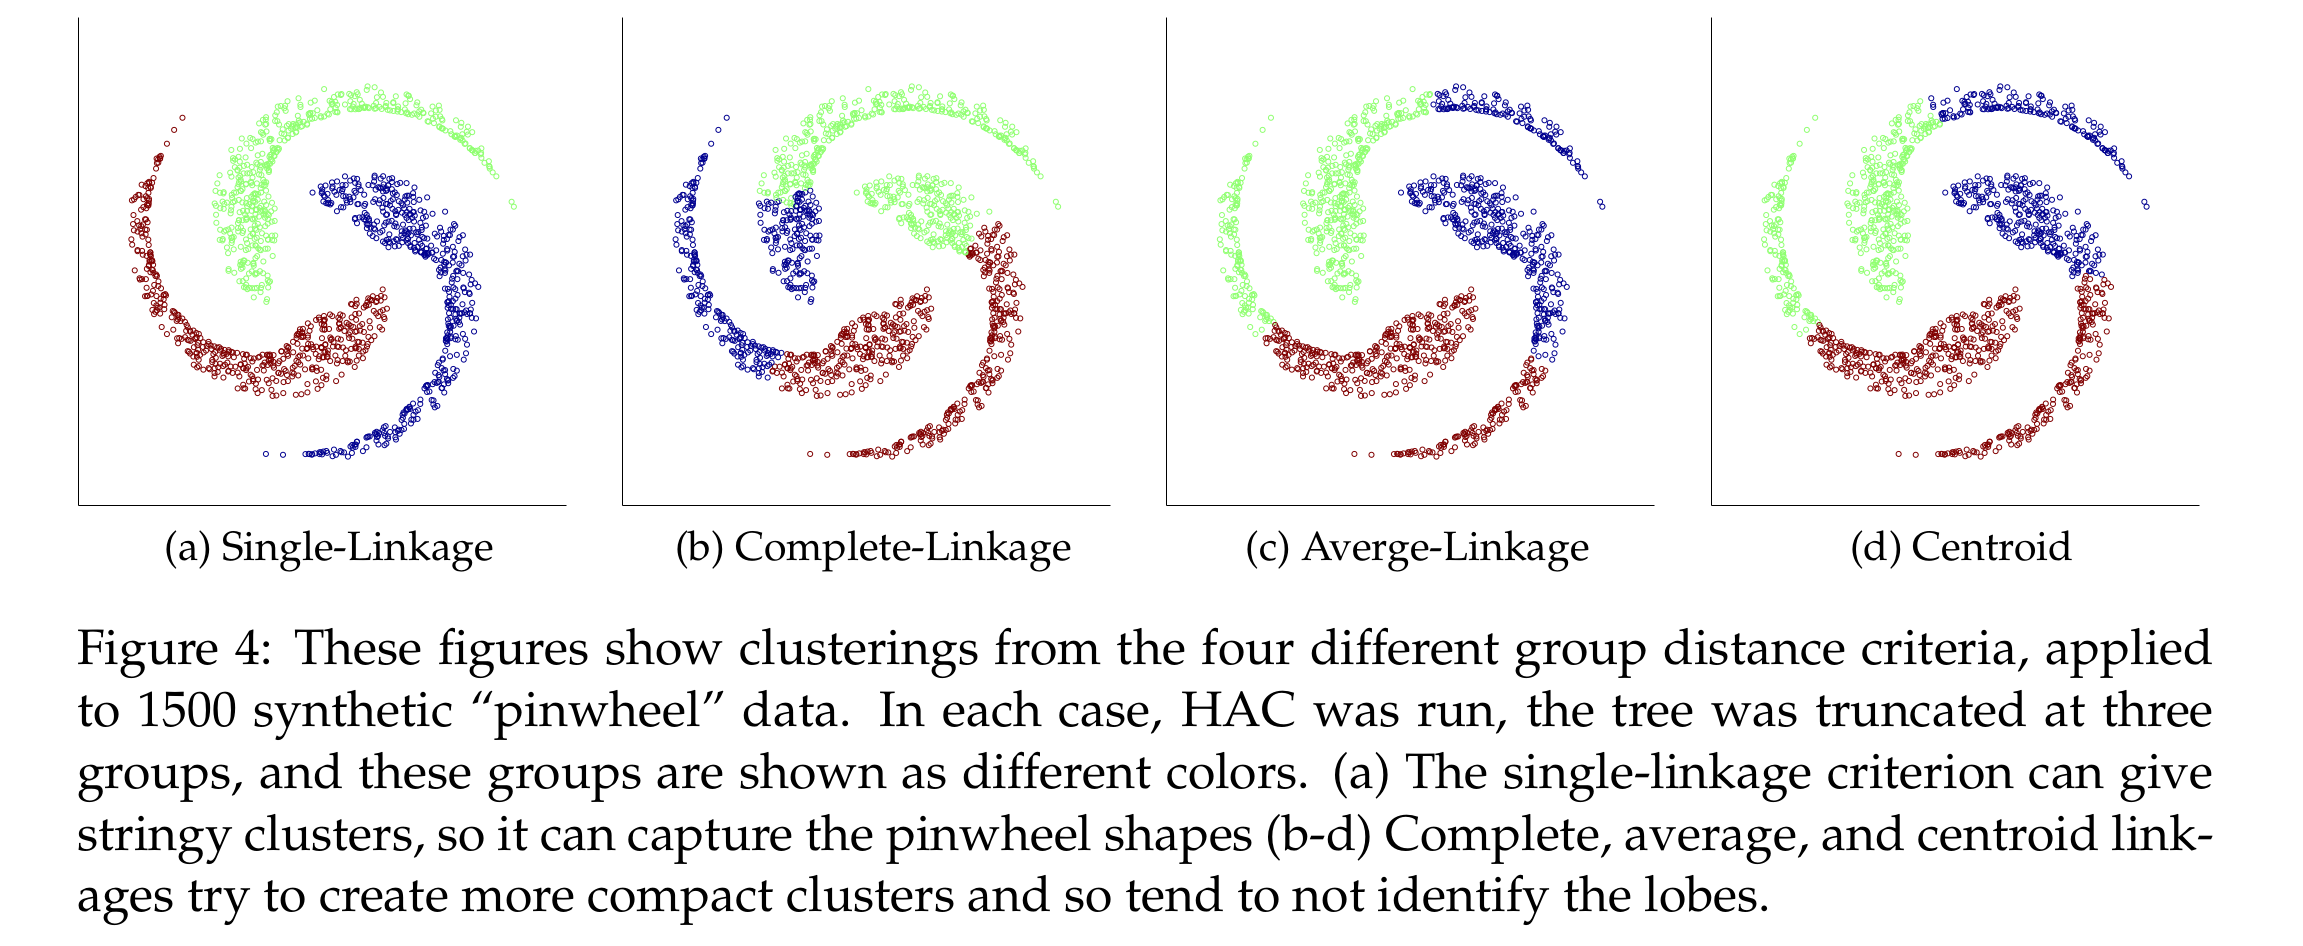 (a) Single-Linkage
(b) Complete-Linkage
(c) Averge-Linkage
(d) Centroid
Figure 4: These figures show clusterings from the four different group distance criteria, applied
to 1500 synthetic “pinwheel” data. In each case, HAC was run, the tree was truncated at three
groups, and these groups are shown as different colors. (a) The single-linkage criterion can give
stringy clusters, so it can capture the pinwheel shapes (b-d) Complete, average, and centroid link-
ages try to create more compact clusters and so tend to not identify the lobes.